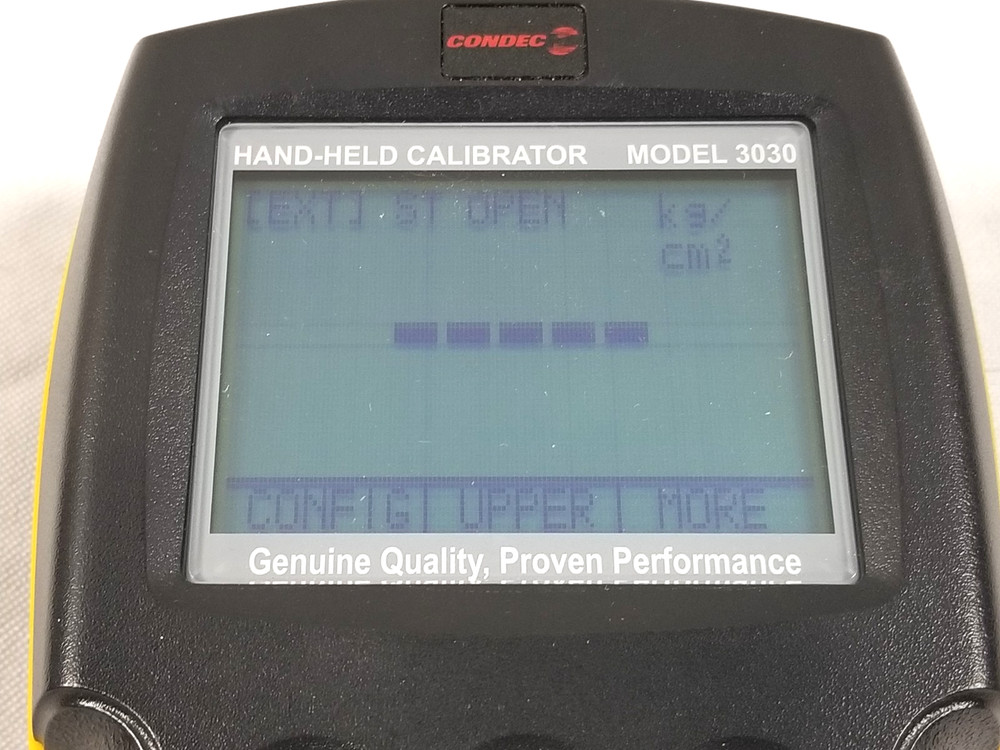 CONDEC
HAND-HELD CALIBRATOR MODEL 3030
[EXT] ST OPEN kg/
cm²
-----
CONFIG | UPPER | MORE
Genuine Quality, Proven Performance